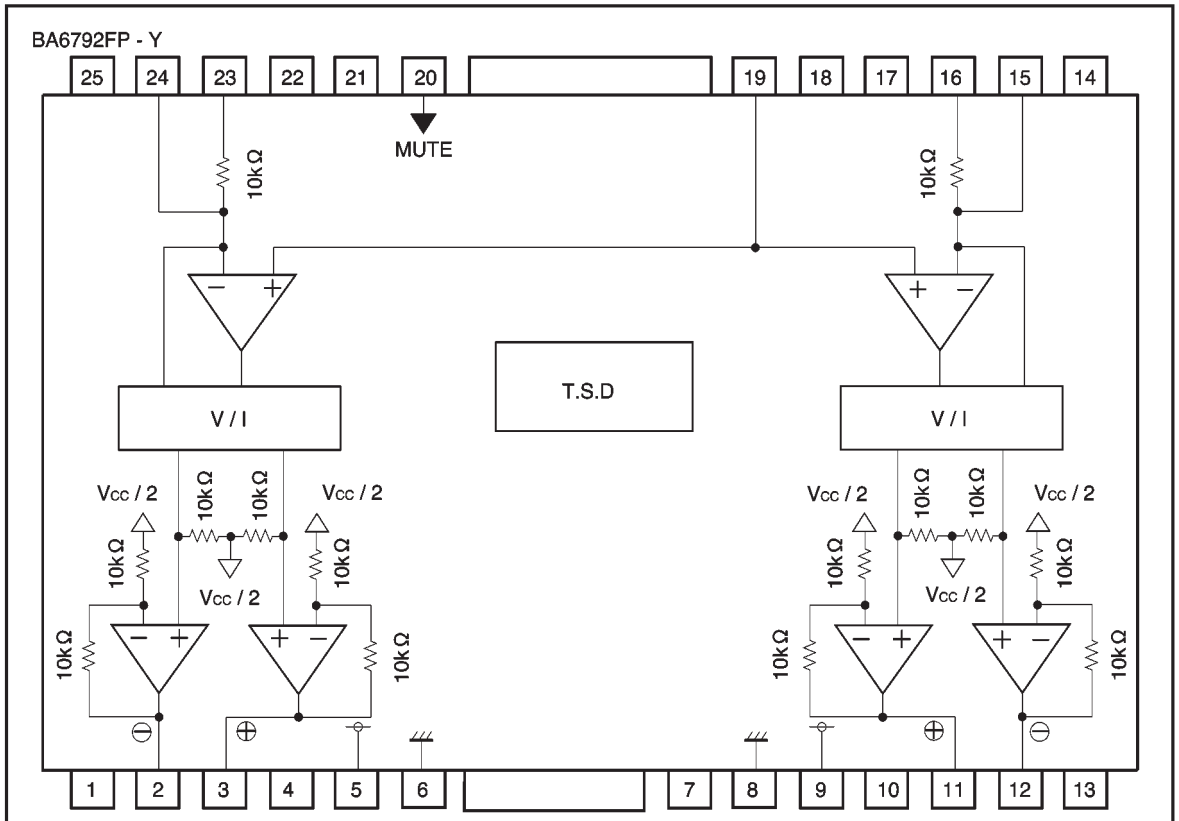 BA6792FP - Y
25 24 23 22 21 20 19 18 17 16 15 14
MUTE
10kΩ 10kΩ
− + + −
T.S.D
V / I V / I
10kΩ 10kΩ 10kΩ 10kΩ
Vcc / 2 Vcc / 2 Vcc / 2 Vcc / 2
10kΩ 10kΩ 10kΩ 10kΩ
Vcc / 2 Vcc / 2
− + + − − + + −
10kΩ 10kΩ 10kΩ 10kΩ
⊖ ⊕ ⊕ ⊖
1 2 3 4 5 6 7 8 9 10 11 12 13